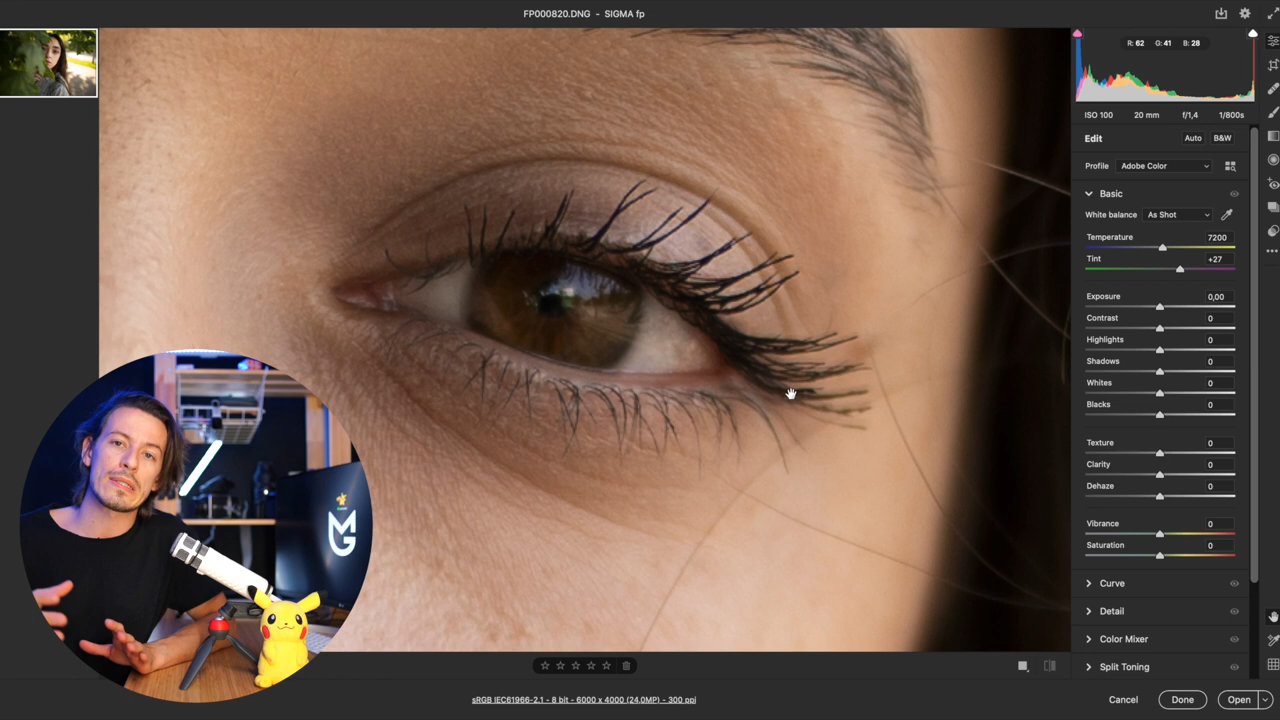 FP000820.DNG - SIGMA fp
R: 62 G: 41 B: 28
ISO 100 20 mm f/1,4 1/800s
Edit Auto B&W
Profile Adobe Color
Basic
White balance As Shot
Temperature 7200
Tint +27
Exposure 0,00
Contrast 0
Highlights 0
Shadows 0
Whites 0
Blacks 0
Texture 0
Clarity 0
Dehaze 0
Vibrance 0
Saturation 0
Curve
Detail
Color Mixer
Split Toning
MG
sRGB IEC61966-2.1 - 8 bit - 6000 x 4000 (24.0MP) - 300 ppi
Cancel Done Open